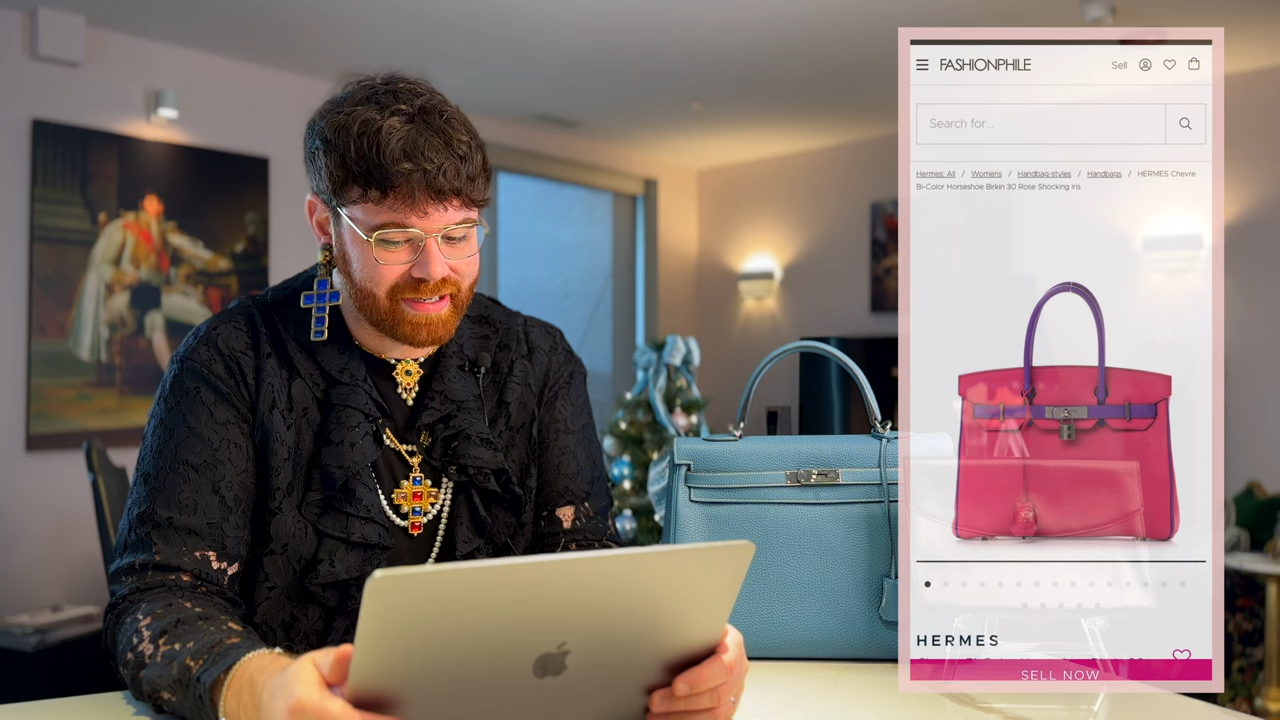 FASHIONPHILE
Sell
Search for...
Hermes: All / Womens / Handbag-styles / Handbags / HERMES Chevre
Bi-Color Horseshoe Birkin 30 Rose Shocking Iris
HERMES
SELL NOW